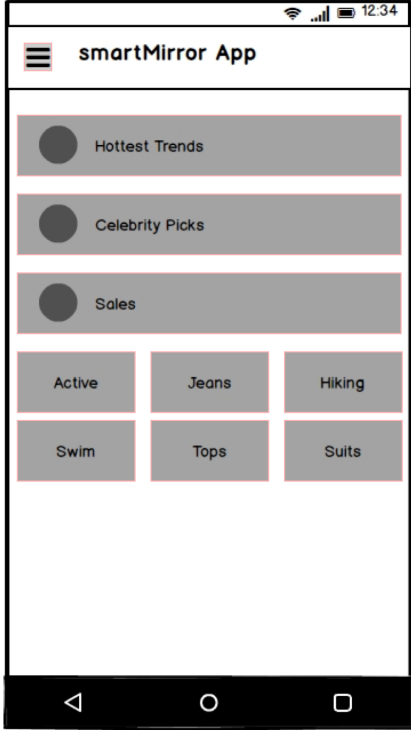 12:34
smartMirror App
Hottest Trends
Celebrity Picks
Sales
Active Jeans Hiking
Swim Tops Suits